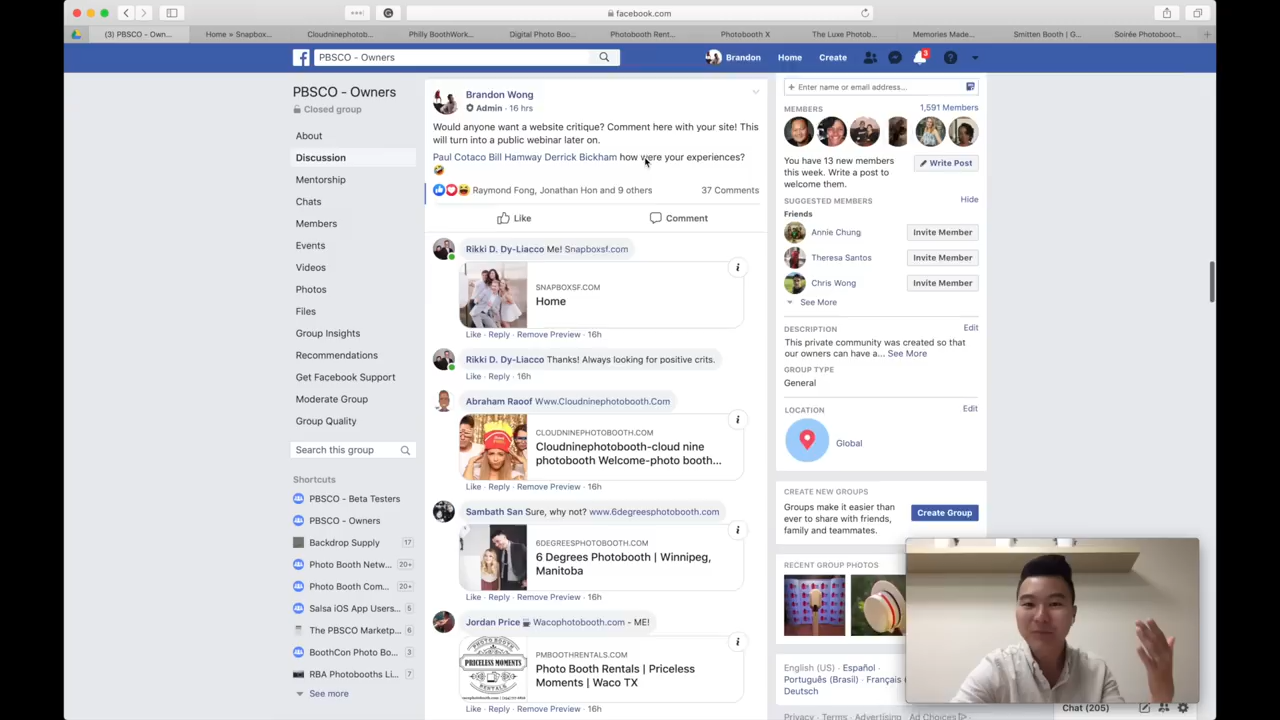 facebook.com
(3) PBSCO - Own...
Home » Snapbox...
Cloudninephotob...
Philly BoothWork...
Digital Photo Boo...
Photobooth Rent...
Photobooth X
The Luxe Photob...
Memories Made...
Smitten Booth | G...
Soirée Photoboot...
PBSCO - Owners
Brandon
Home
Create
3
PBSCO - Owners
Closed group
About
Discussion
Mentorship
Chats
Members
Events
Videos
Photos
Files
Group Insights
Recommendations
Get Facebook Support
Moderate Group
Group Quality
Search this group
Shortcuts
PBSCO - Beta Testers
PBSCO - Owners
Backdrop Supply 17
Photo Booth Netw... 20+
Photo Booth Com... 20+
Salsa iOS App Users... 8
The PBSCO Marketp... 6
BoothCon Photo Bo... 3
RBA Photobooths Li... 7
See more
Brandon Wong
Admin · 16 hrs
Would anyone want a website critique? Comment here with your site! This
will turn into a public webinar later on.
Paul Cotaco Bill Hamway Derrick Bickham how were your experiences?
🤣
Raymond Fong, Jonathan Hon and 9 others 37 Comments
Like Comment
Rikki D. Dy-Liacco Me! Snapboxsf.com
SNAPBOXSF.COM
Home
Like · Reply · Remove Preview · 16h
Rikki D. Dy-Liacco Thanks! Always looking for positive crits.
Like · Reply · 16h
Abraham Raoof Www.Cloudninephotobooth.Com
CLOUDNINEPHOTOBOOTH.COM
Cloudninephotobooth-cloud nine
photobooth Welcome-photo booth...
Like · Reply · Remove Preview · 16h
Sambath San Sure, why not? www.6degreesphotobooth.com
6DEGREESPHOTOBOOTH.COM
6 Degrees Photobooth | Winnipeg,
Manitoba
Like · Reply · Remove Preview · 16h
Jordan Price Wacophotobooth.com - ME!
PHOTO BOOTH
PRICELESS MOMENTS
RENTALS
PMBOOTHRENTALS.COM
Photo Booth Rentals | Priceless
Moments | Waco TX
Like · Reply · Remove Preview · 16h
Enter name or email address...
MEMBERS 1,591 Members
You have 13 new members
this week. Write a post to
welcome them.
Write Post
SUGGESTED MEMBERS Hide
Friends
Annie Chung Invite Member
Theresa Santos Invite Member
Chris Wong Invite Member
See More
DESCRIPTION Edit
This private community was created so that
our owners can have a... See More
GROUP TYPE
General
LOCATION Edit
Global
CREATE NEW GROUPS
Groups make it easier than
ever to share with friends,
family and teammates.
Create Group
RECENT GROUP PHOTOS
English (US) · Español ·
Português (Brasil) · Français
Deutsch
Privacy · Terms · Advertising · Ad Choices
Chat (205)